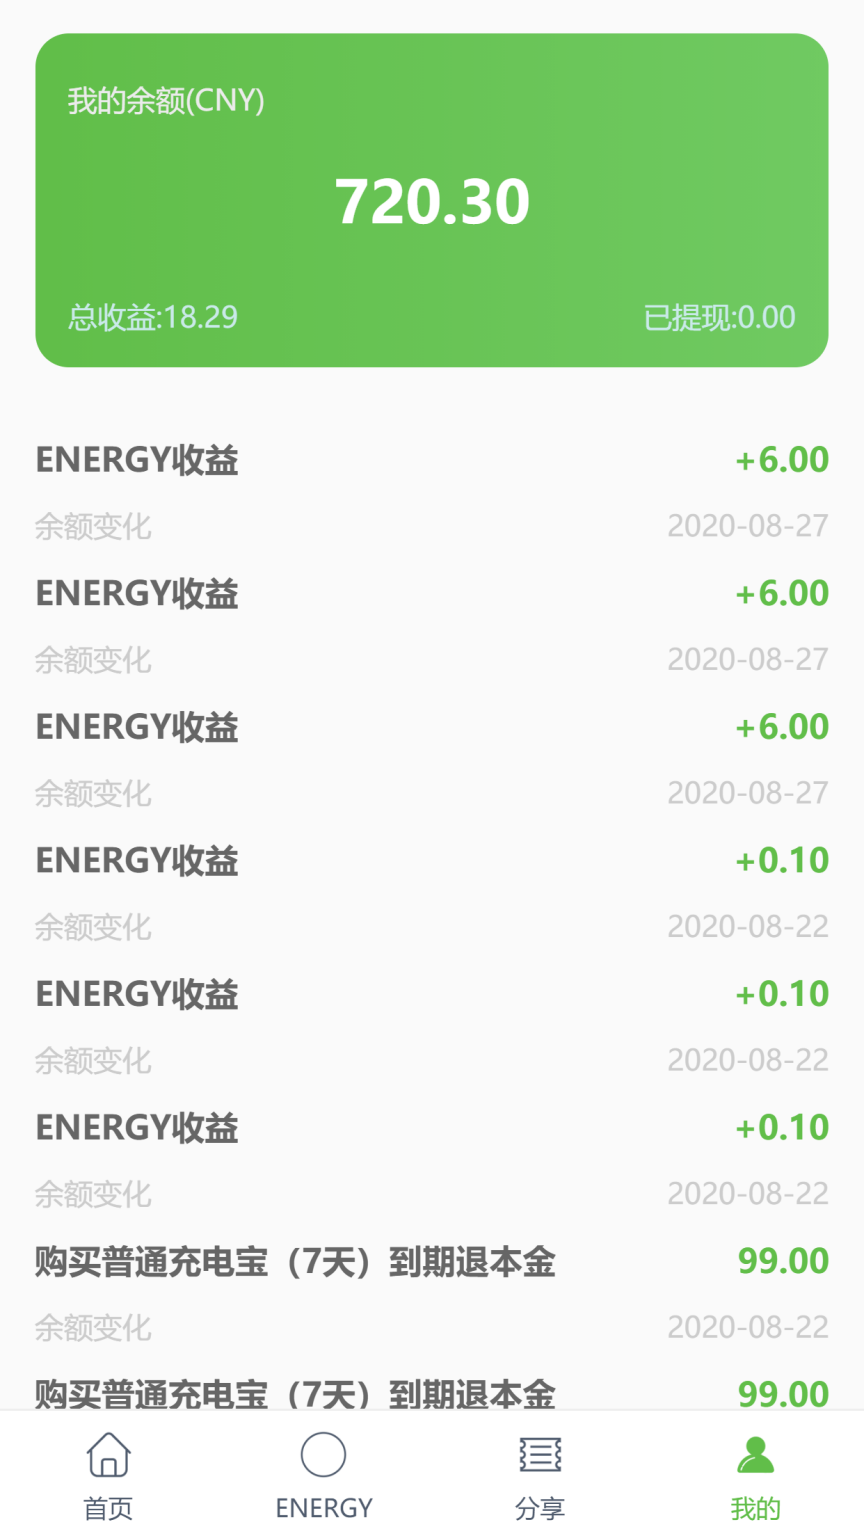 我的余额(CNY)
720.30
总收益:18.29 已提现:0.00
ENERGY收益 +6.00
余额变化 2020-08-27
ENERGY收益 +6.00
余额变化 2020-08-27
ENERGY收益 +6.00
余额变化 2020-08-27
ENERGY收益 +0.10
余额变化 2020-08-22
ENERGY收益 +0.10
余额变化 2020-08-22
ENERGY收益 +0.10
余额变化 2020-08-22
购买普通充电宝（7天）到期退本金 99.00
余额变化 2020-08-22
购买普通充电宝（7天）到期退本金 99.00
首页 ENERGY 分享 我的